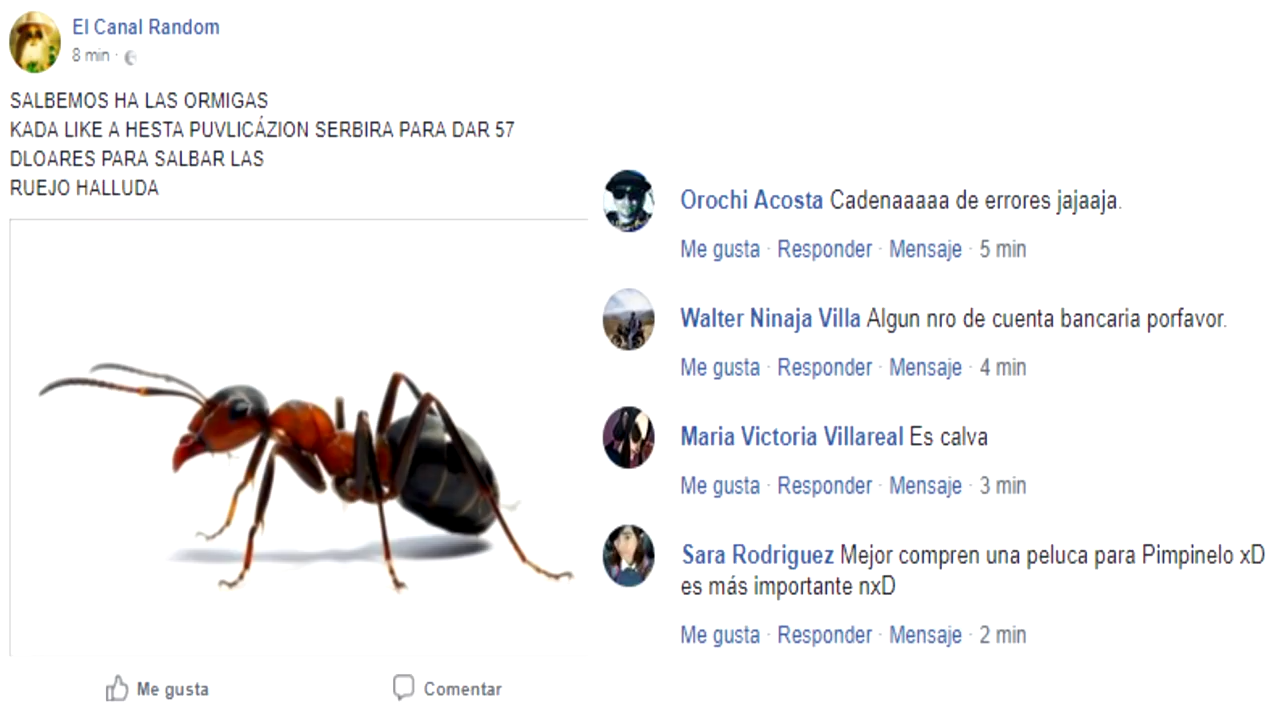 El Canal Random
8 min ·
SALBEMOS HA LAS ORMIGAS
KADA LIKE A HESTA PUVLICÁZION SERBIRA PARA DAR 57
DLOARES PARA SALBAR LAS
RUEJO HALLUDA
Me gusta
Comentar
Orochi Acosta Cadenaaaaa de errores jajaaja.
Me gusta · Responder · Mensaje · 5 min
Walter Ninaja Villa Algun nro de cuenta bancaria porfavor.
Me gusta · Responder · Mensaje · 4 min
Maria Victoria Villareal Es calva
Me gusta · Responder · Mensaje · 3 min
Sara Rodriguez Mejor compren una peluca para Pimpinelo xD
es más importante nxD
Me gusta · Responder · Mensaje · 2 min